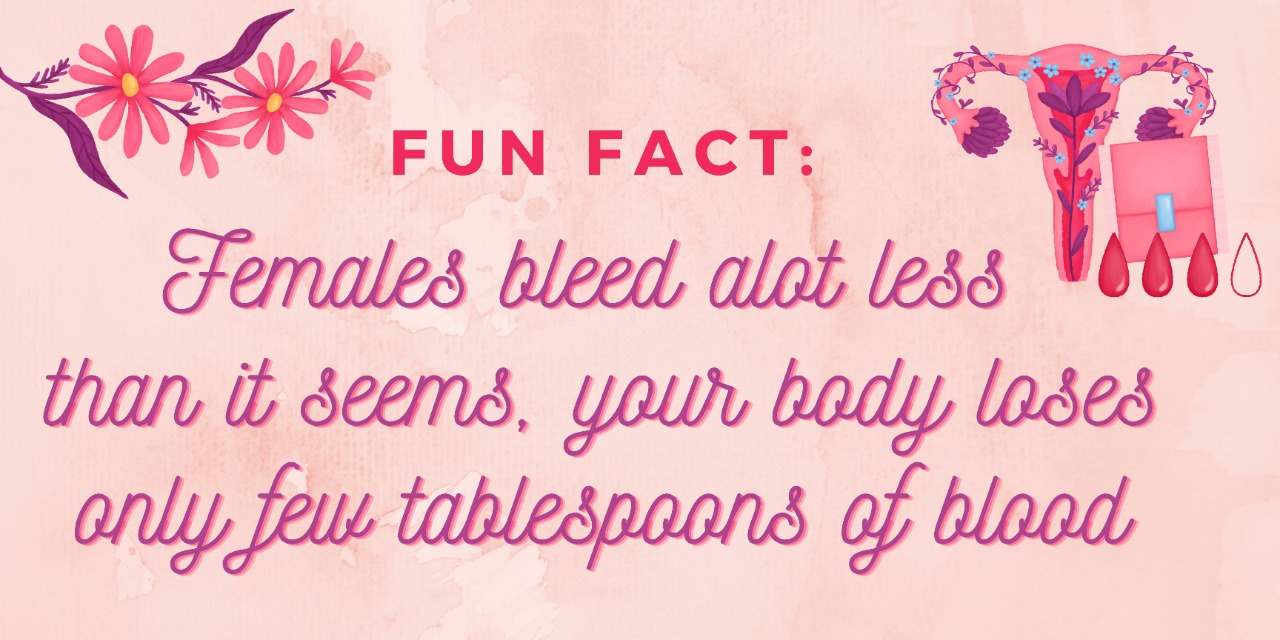 FUN FACT:
Females bleed alot less
than it seems, your body loses
only few tablespoons of blood